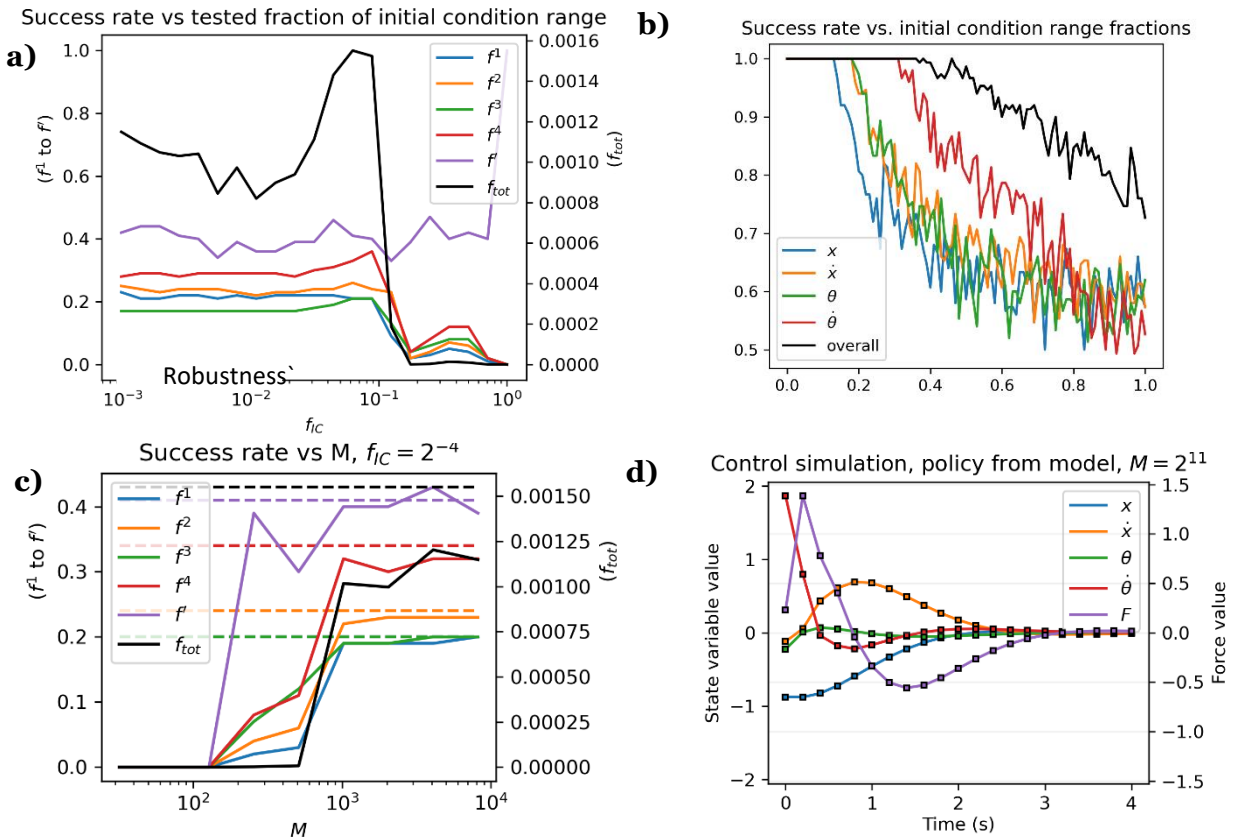 a)
Success rate vs tested fraction of initial condition range
(f¹ to f′)
1.0
0.8
0.6
0.4
0.2
0.0
f¹
f²
f³
f⁴
f′
f_tot
0.0016
0.0014
0.0012
0.0010
0.0008
0.0006
0.0004
0.0002
0.0000
(f_tot)
Robustness`
10⁻³ 10⁻² 10⁻¹ 10⁰
f_IC
b)
Success rate vs. initial condition range fractions
1.0
0.9
0.8
0.7
0.6
0.5
x
ẋ
θ
θ̇
overall
0.0 0.2 0.4 0.6 0.8 1.0
c)
Success rate vs M, f_IC = 2⁻⁴
(f¹ to f′)
0.4
0.3
0.2
0.1
0.0
f¹
f²
f³
f⁴
f′
f_tot
0.00150
0.00125
0.00100
0.00075
0.00050
0.00025
0.00000
(f_tot)
10² 10³ 10⁴
M
d)
Control simulation, policy from model, M = 2¹¹
State variable value
2
1
0
−1
−2
x
ẋ
θ
θ̇
F
1.5
1.0
0.5
0.0
−0.5
−1.0
−1.5
Force value
0 1 2 3 4
Time (s)